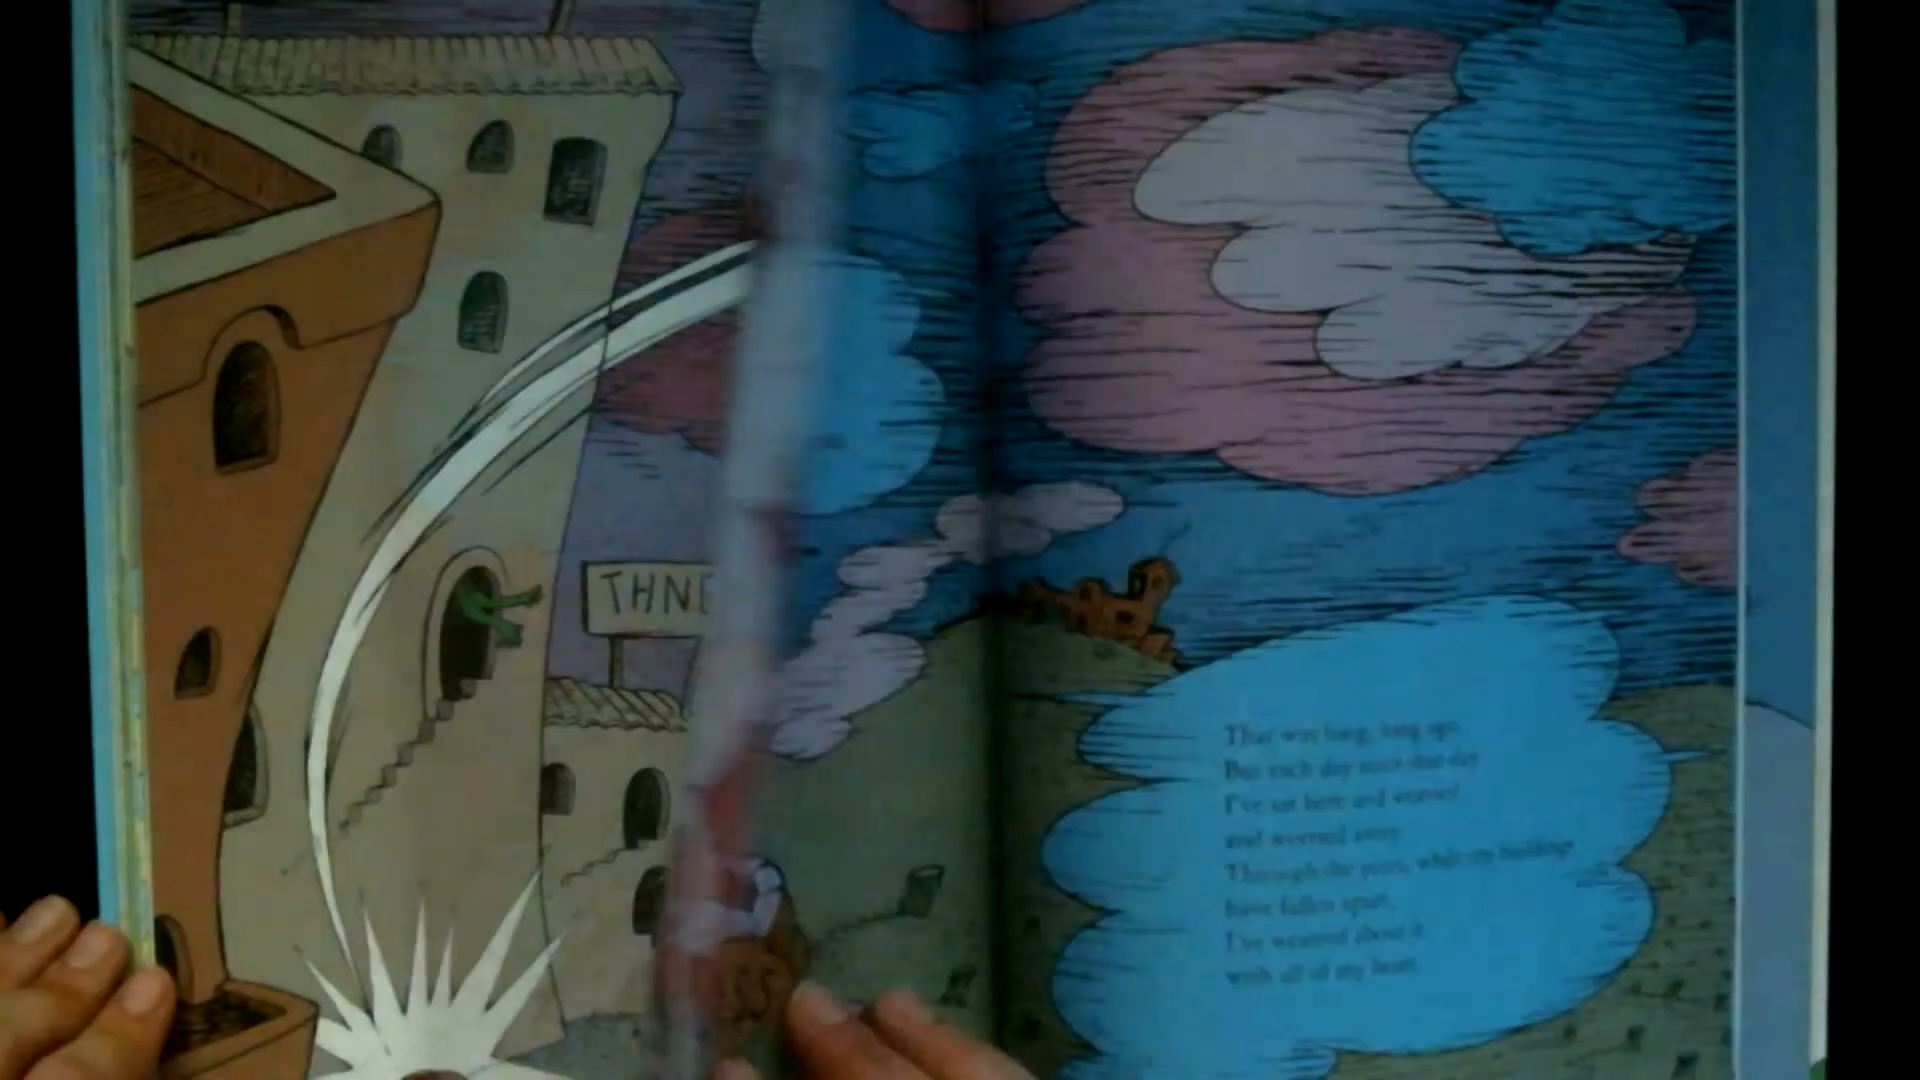 THNE
SS
That was long, long ago.
But each day since that day
I've sat here and worried
and worried away.
Through the years, while my buildings
have fallen apart,
I've worried about it
with all of my heart.